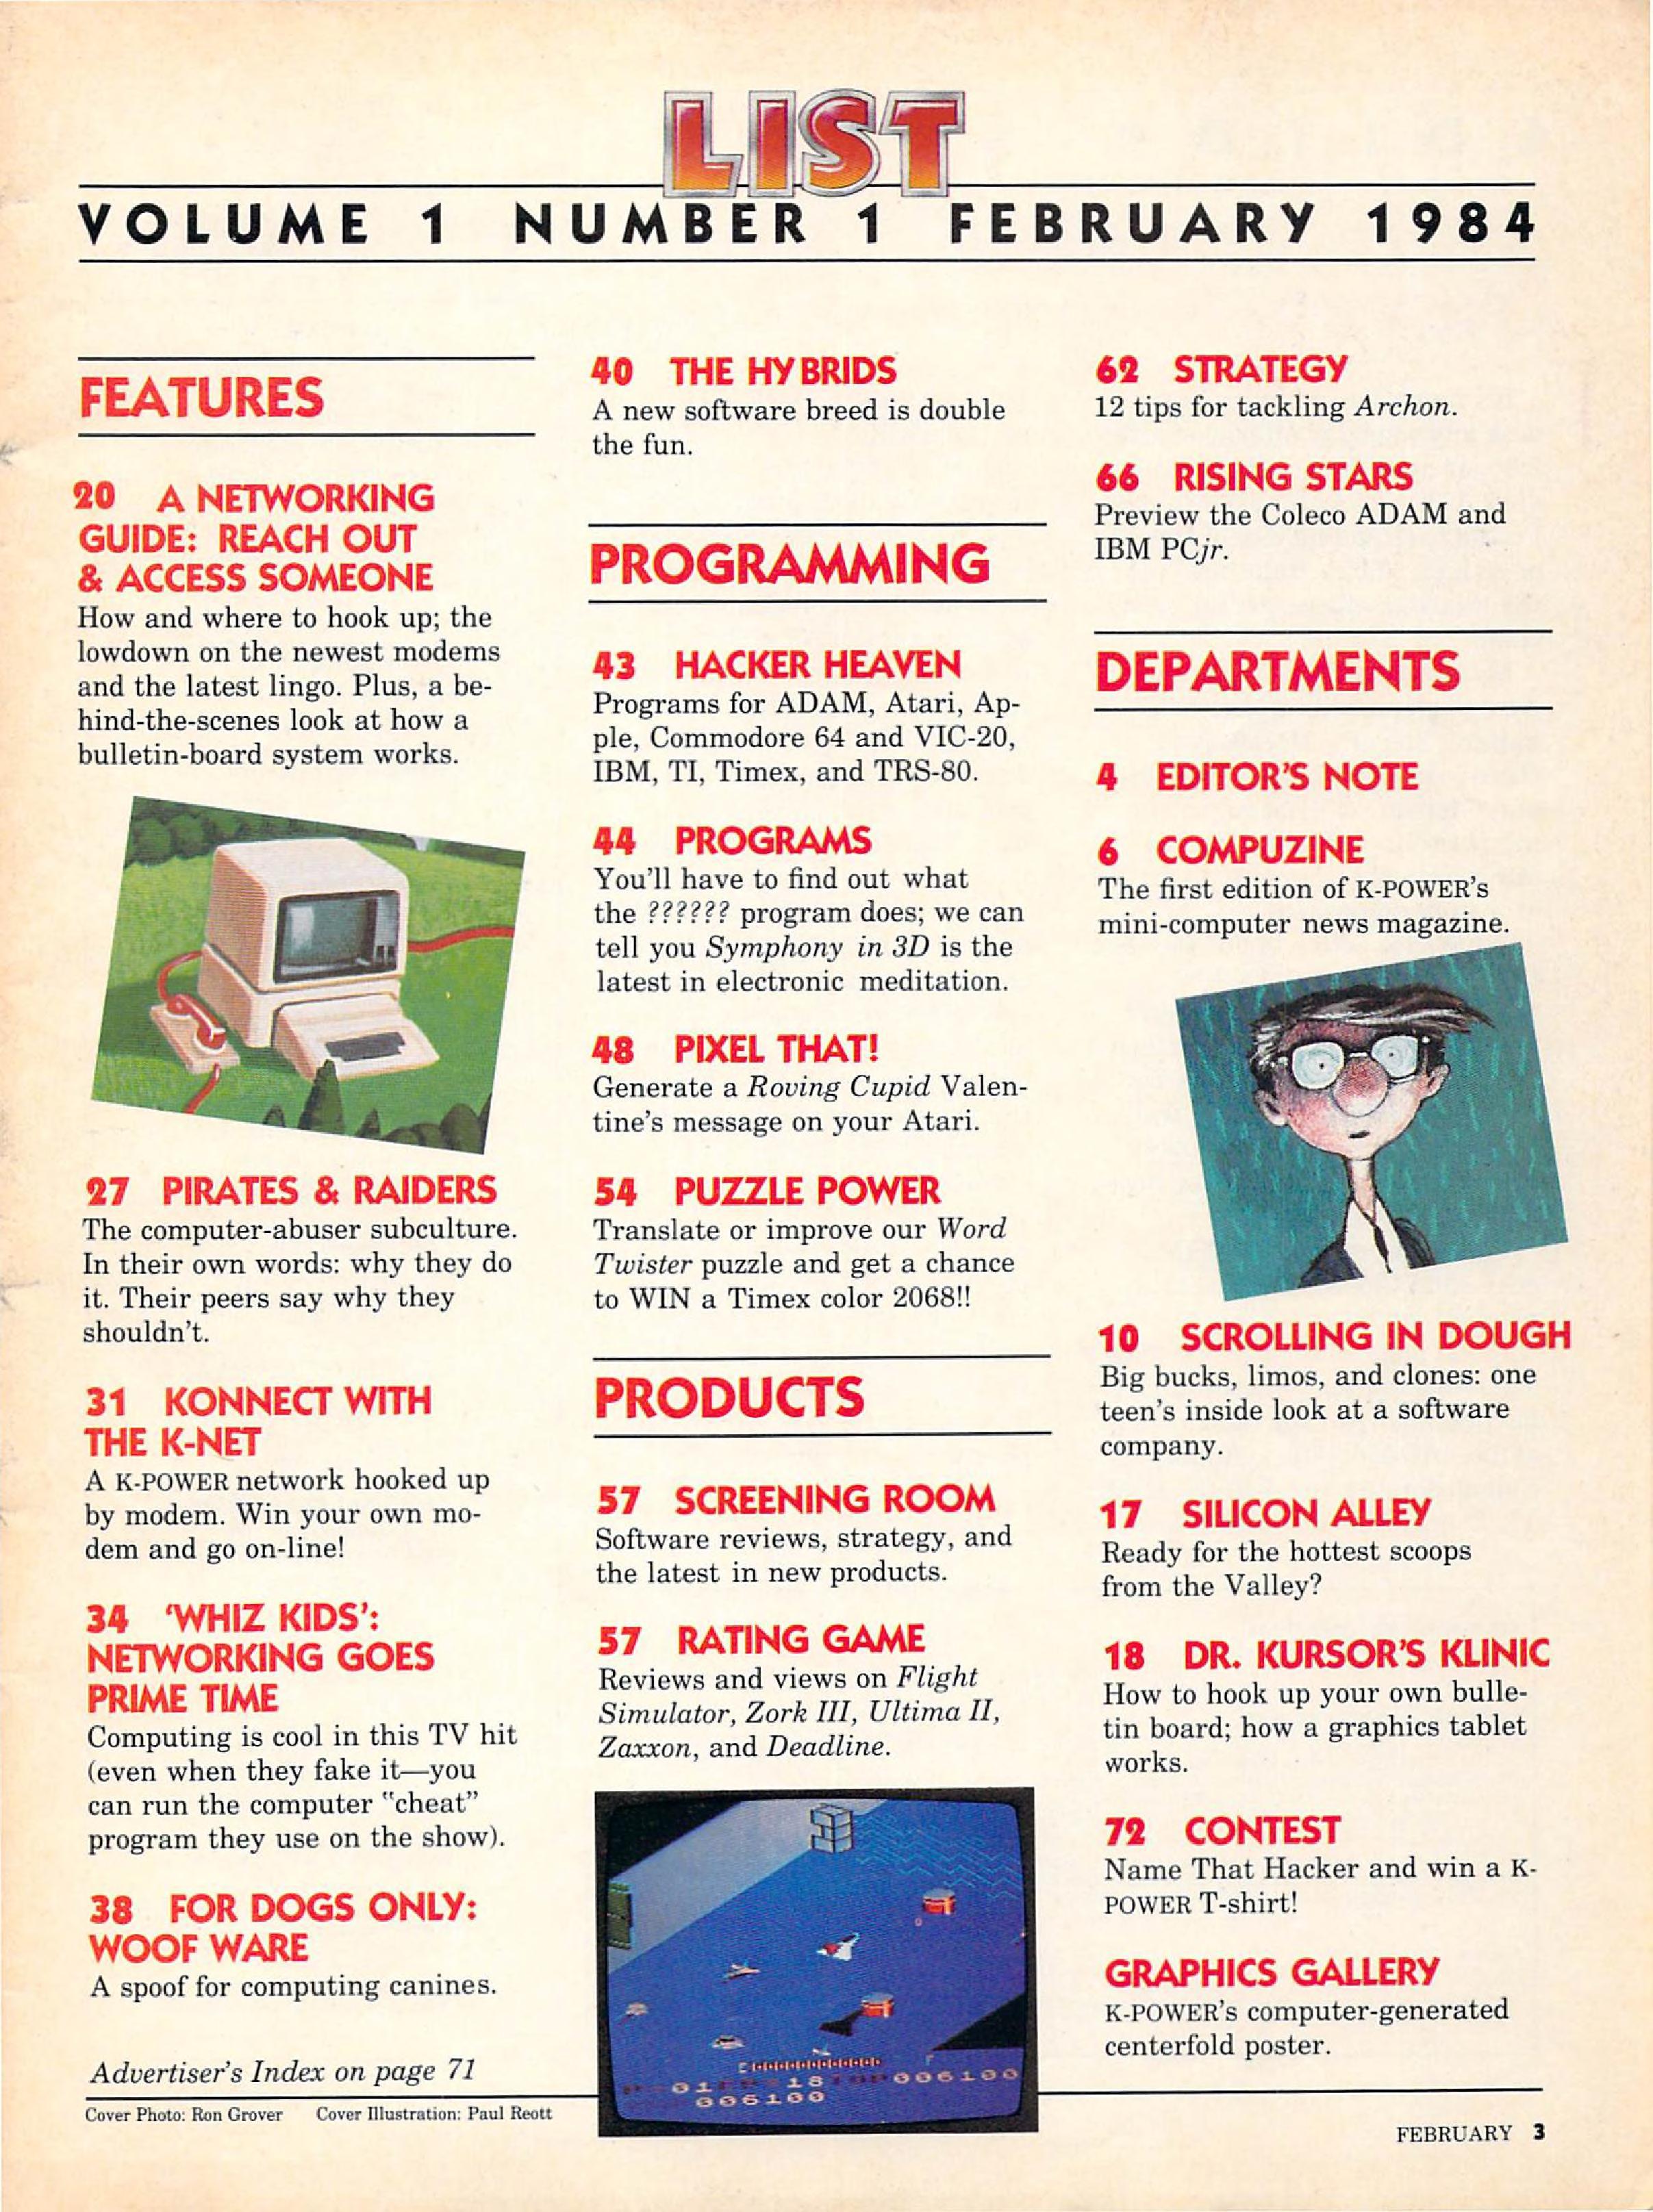 LIST
VOLUME 1 NUMBER 1 FEBRUARY 1984
FEATURES
20 A NETWORKING
GUIDE: REACH OUT
& ACCESS SOMEONE
How and where to hook up; the
lowdown on the newest modems
and the latest lingo. Plus, a be-
hind-the-scenes look at how a
bulletin-board system works.
27 PIRATES & RAIDERS
The computer-abuser subculture.
In their own words: why they do
it. Their peers say why they
shouldn't.
31 KONNECT WITH
THE K-NET
A K-POWER network hooked up
by modem. Win your own mo-
dem and go on-line!
34 'WHIZ KIDS':
NETWORKING GOES
PRIME TIME
Computing is cool in this TV hit
(even when they fake it—you
can run the computer "cheat"
program they use on the show).
38 FOR DOGS ONLY:
WOOF WARE
A spoof for computing canines.
Advertiser's Index on page 71
Cover Photo: Ron Grover Cover Illustration: Paul Reott
40 THE HYBRIDS
A new software breed is double
the fun.
PROGRAMMING
43 HACKER HEAVEN
Programs for ADAM, Atari, Ap-
ple, Commodore 64 and VIC-20,
IBM, TI, Timex, and TRS-80.
44 PROGRAMS
You'll have to find out what
the ?????? program does; we can
tell you Symphony in 3D is the
latest in electronic meditation.
48 PIXEL THAT!
Generate a Roving Cupid Valen-
tine's message on your Atari.
54 PUZZLE POWER
Translate or improve our Word
Twister puzzle and get a chance
to WIN a Timex color 2068!!
PRODUCTS
57 SCREENING ROOM
Software reviews, strategy, and
the latest in new products.
57 RATING GAME
Reviews and views on Flight
Simulator, Zork III, Ultima II,
Zaxxon, and Deadline.
01 18 006100
006100
62 STRATEGY
12 tips for tackling Archon.
66 RISING STARS
Preview the Coleco ADAM and
IBM PCjr.
DEPARTMENTS
4 EDITOR'S NOTE
6 COMPUZINE
The first edition of K-POWER's
mini-computer news magazine.
10 SCROLLING IN DOUGH
Big bucks, limos, and clones: one
teen's inside look at a software
company.
17 SILICON ALLEY
Ready for the hottest scoops
from the Valley?
18 DR. KURSOR'S KLINIC
How to hook up your own bulle-
tin board; how a graphics tablet
works.
72 CONTEST
Name That Hacker and win a K-
POWER T-shirt!
GRAPHICS GALLERY
K-POWER's computer-generated
centerfold poster.
FEBRUARY 3